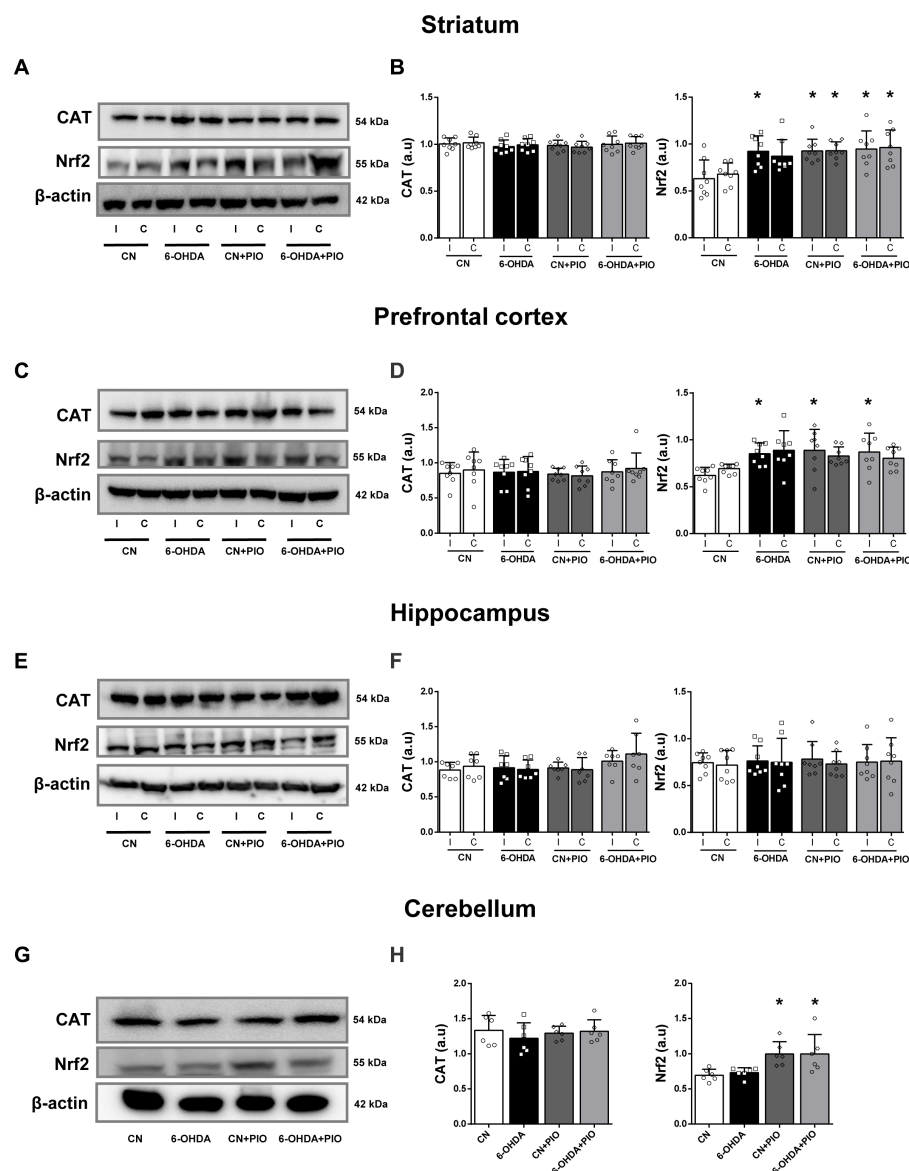 Striatum
A
B
CAT
54 kDa
Nrf2
55 kDa
β-actin
42 kDa
I C I C I C I C
CN 6-OHDA CN+PIO 6-OHDA+PIO
CAT (a.u)
1.5
1.0
0.5
0.0
I C I C I C I C
CN 6-OHDA CN+PIO 6-OHDA+PIO
Nrf2 (a.u)
1.5
1.0
0.5
0.0
* * * * *
I C I C I C I C
CN 6-OHDA CN+PIO 6-OHDA+PIO
Prefrontal cortex
C
D
CAT
54 kDa
Nrf2
55 kDa
β-actin
42 kDa
I C I C I C I C
CN 6-OHDA CN+PIO 6-OHDA+PIO
CAT (a.u)
2.0
1.5
1.0
0.5
0.0
I C I C I C I C
CN 6-OHDA CN+PIO 6-OHDA+PIO
Nrf2 (a.u)
1.5
1.0
0.5
0.0
* * *
I C I C I C I C
CN 6-OHDA CN+PIO 6-OHDA+PIO
Hippocampus
E
F
CAT
54 kDa
Nrf2
55 kDa
β-actin
42 kDa
I C I C I C I C
CN 6-OHDA CN+PIO 6-OHDA+PIO
CAT (a.u)
2.0
1.5
1.0
0.5
0.0
I C I C I C I C
CN 6-OHDA CN+PIO 6-OHDA+PIO
Nrf2 (a.u)
1.5
1.0
0.5
0.0
I C I C I C I C
CN 6-OHDA CN+PIO 6-OHDA+PIO
Cerebellum
G
H
CAT
54 kDa
Nrf2
55 kDa
β-actin
42 kDa
CN 6-OHDA CN+PIO 6-OHDA+PIO
CAT (a.u)
2.0
1.5
1.0
0.5
0.0
CN 6-OHDA CN+PIO 6-OHDA+PIO
Nrf2 (a.u)
2.0
1.5
1.0
0.5
0.0
* *
CN 6-OHDA CN+PIO 6-OHDA+PIO